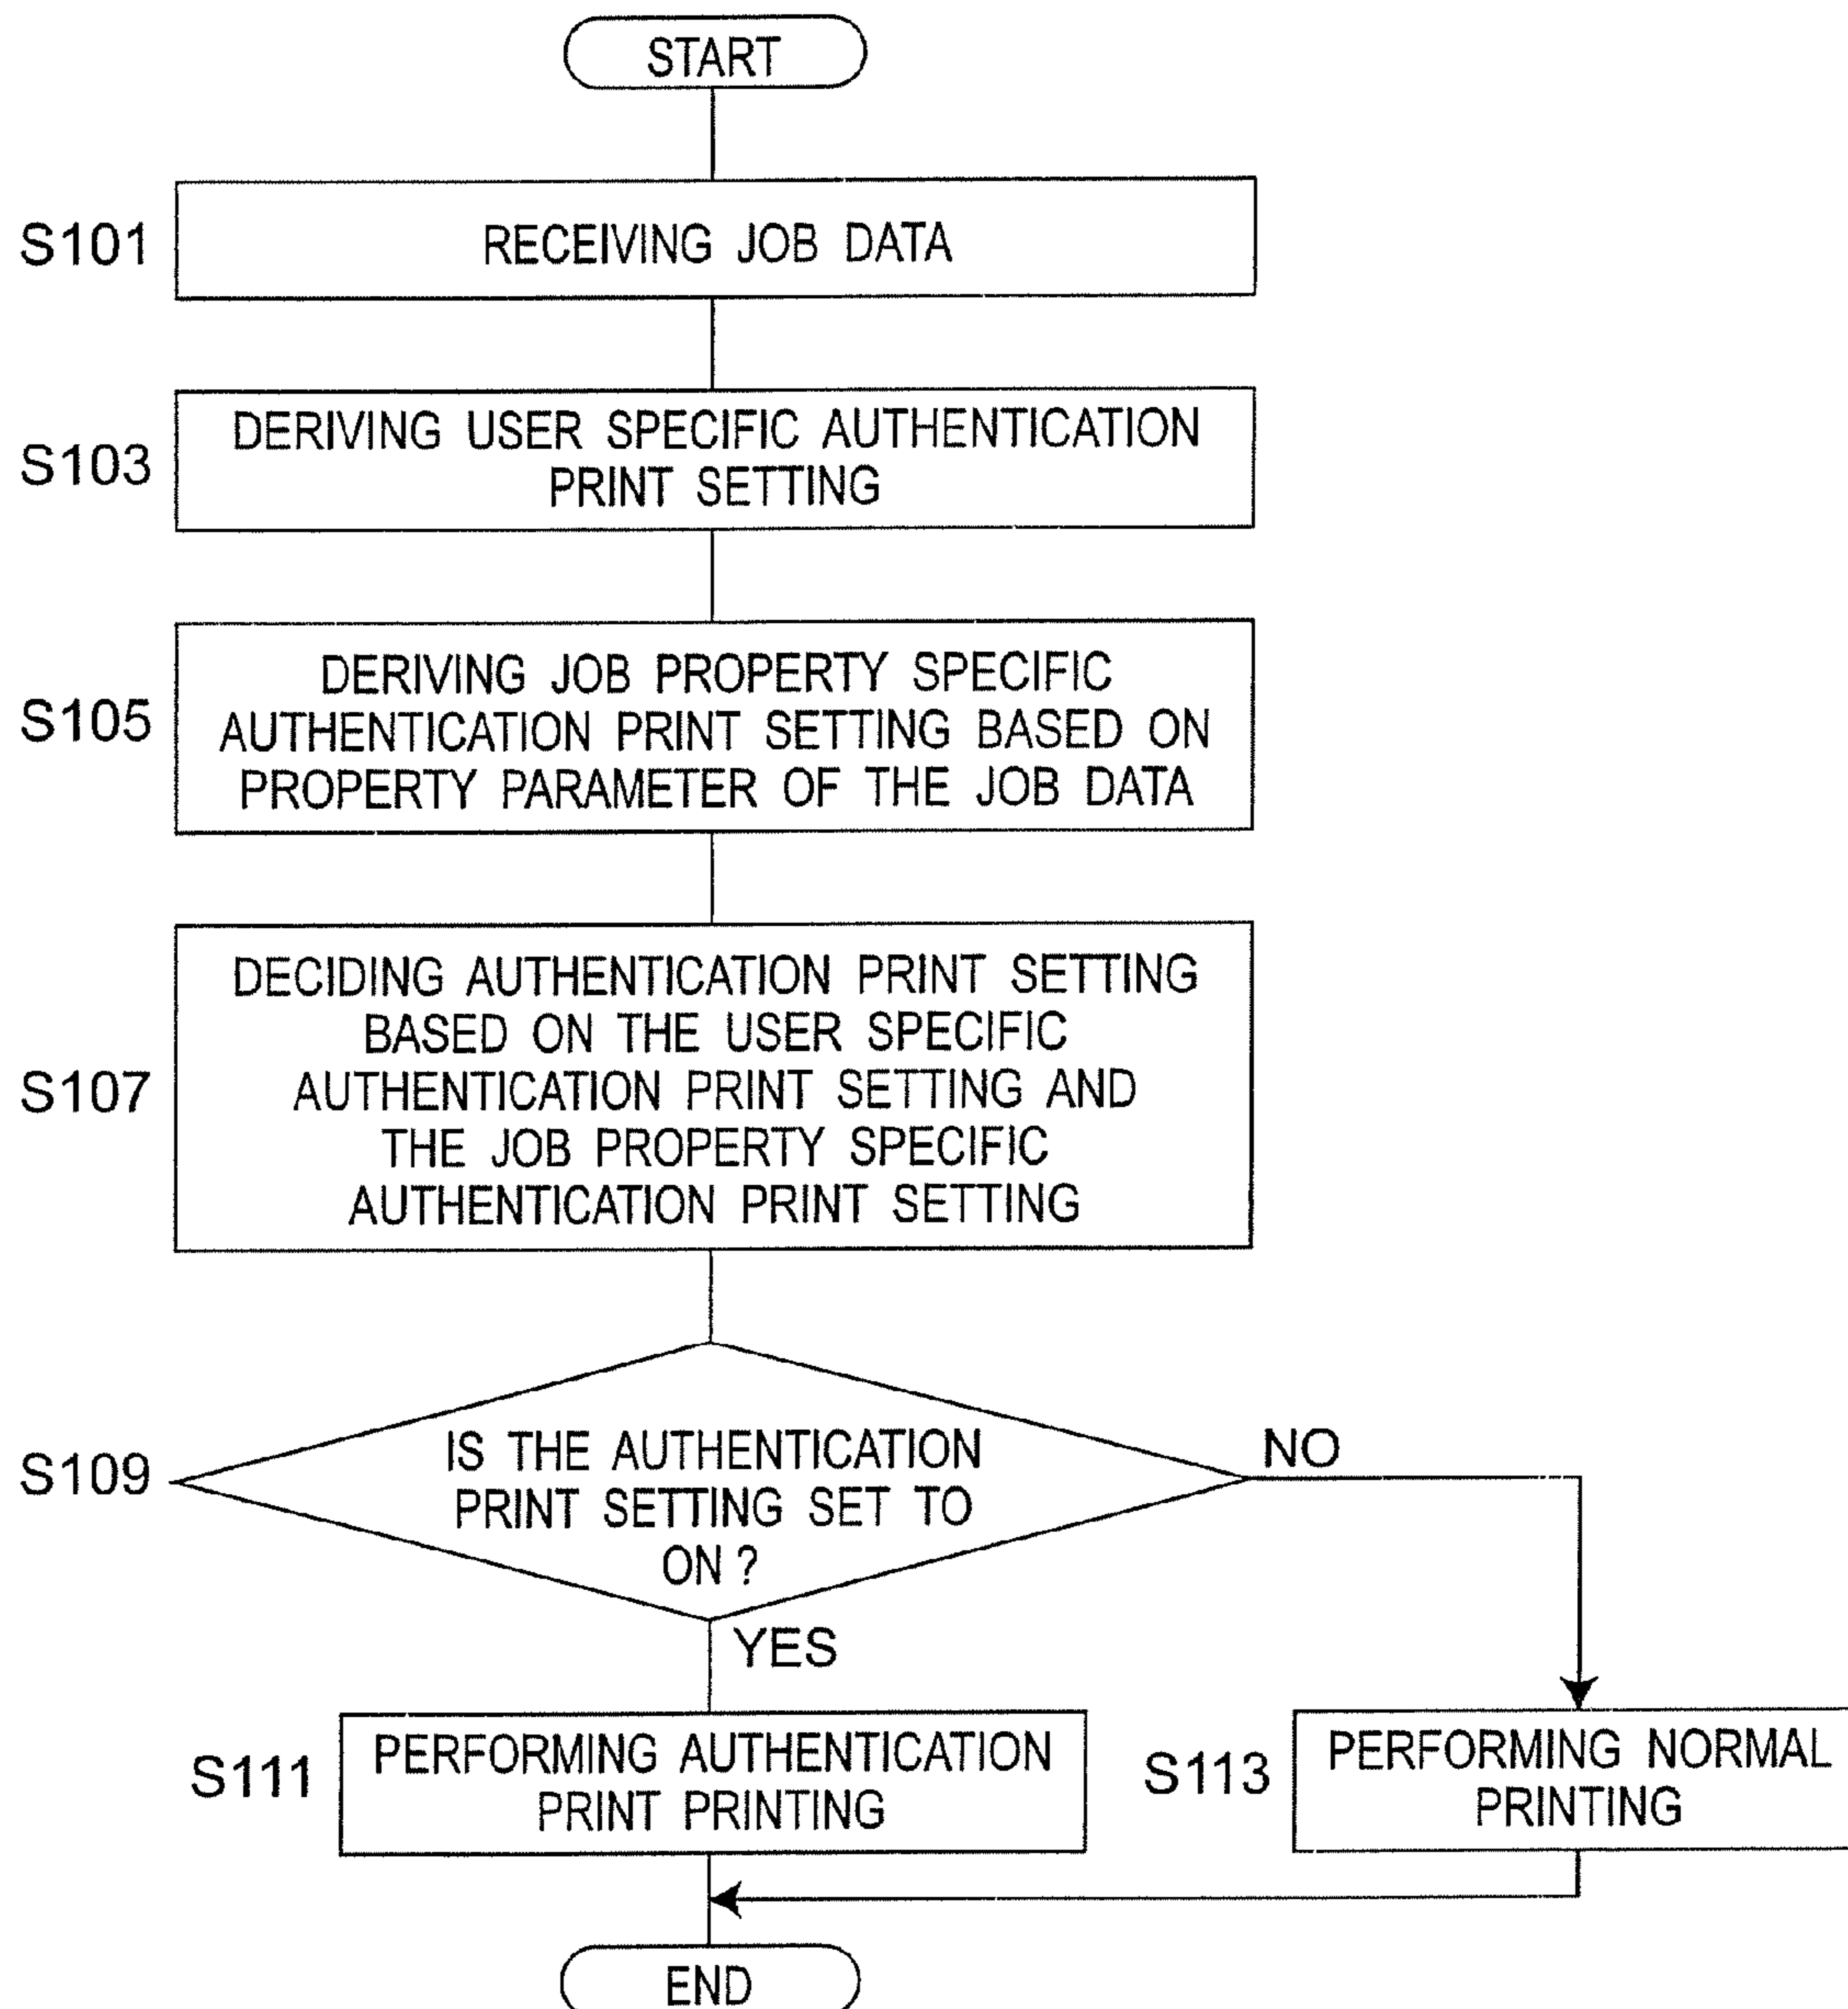 START
S101
RECEIVING JOB DATA
S103
DERIVING USER SPECIFIC AUTHENTICATION
PRINT SETTING
S105
DERIVING JOB PROPERTY SPECIFIC
AUTHENTICATION PRINT SETTING BASED ON
PROPERTY PARAMETER OF THE JOB DATA
S107
DECIDING AUTHENTICATION PRINT SETTING
BASED ON THE USER SPECIFIC
AUTHENTICATION PRINT SETTING AND
THE JOB PROPERTY SPECIFIC
AUTHENTICATION PRINT SETTING
S109
IS THE AUTHENTICATION
PRINT SETTING SET TO
ON ?
NO
YES
S111
PERFORMING AUTHENTICATION
PRINT PRINTING
S113
PERFORMING NORMAL
PRINTING
END